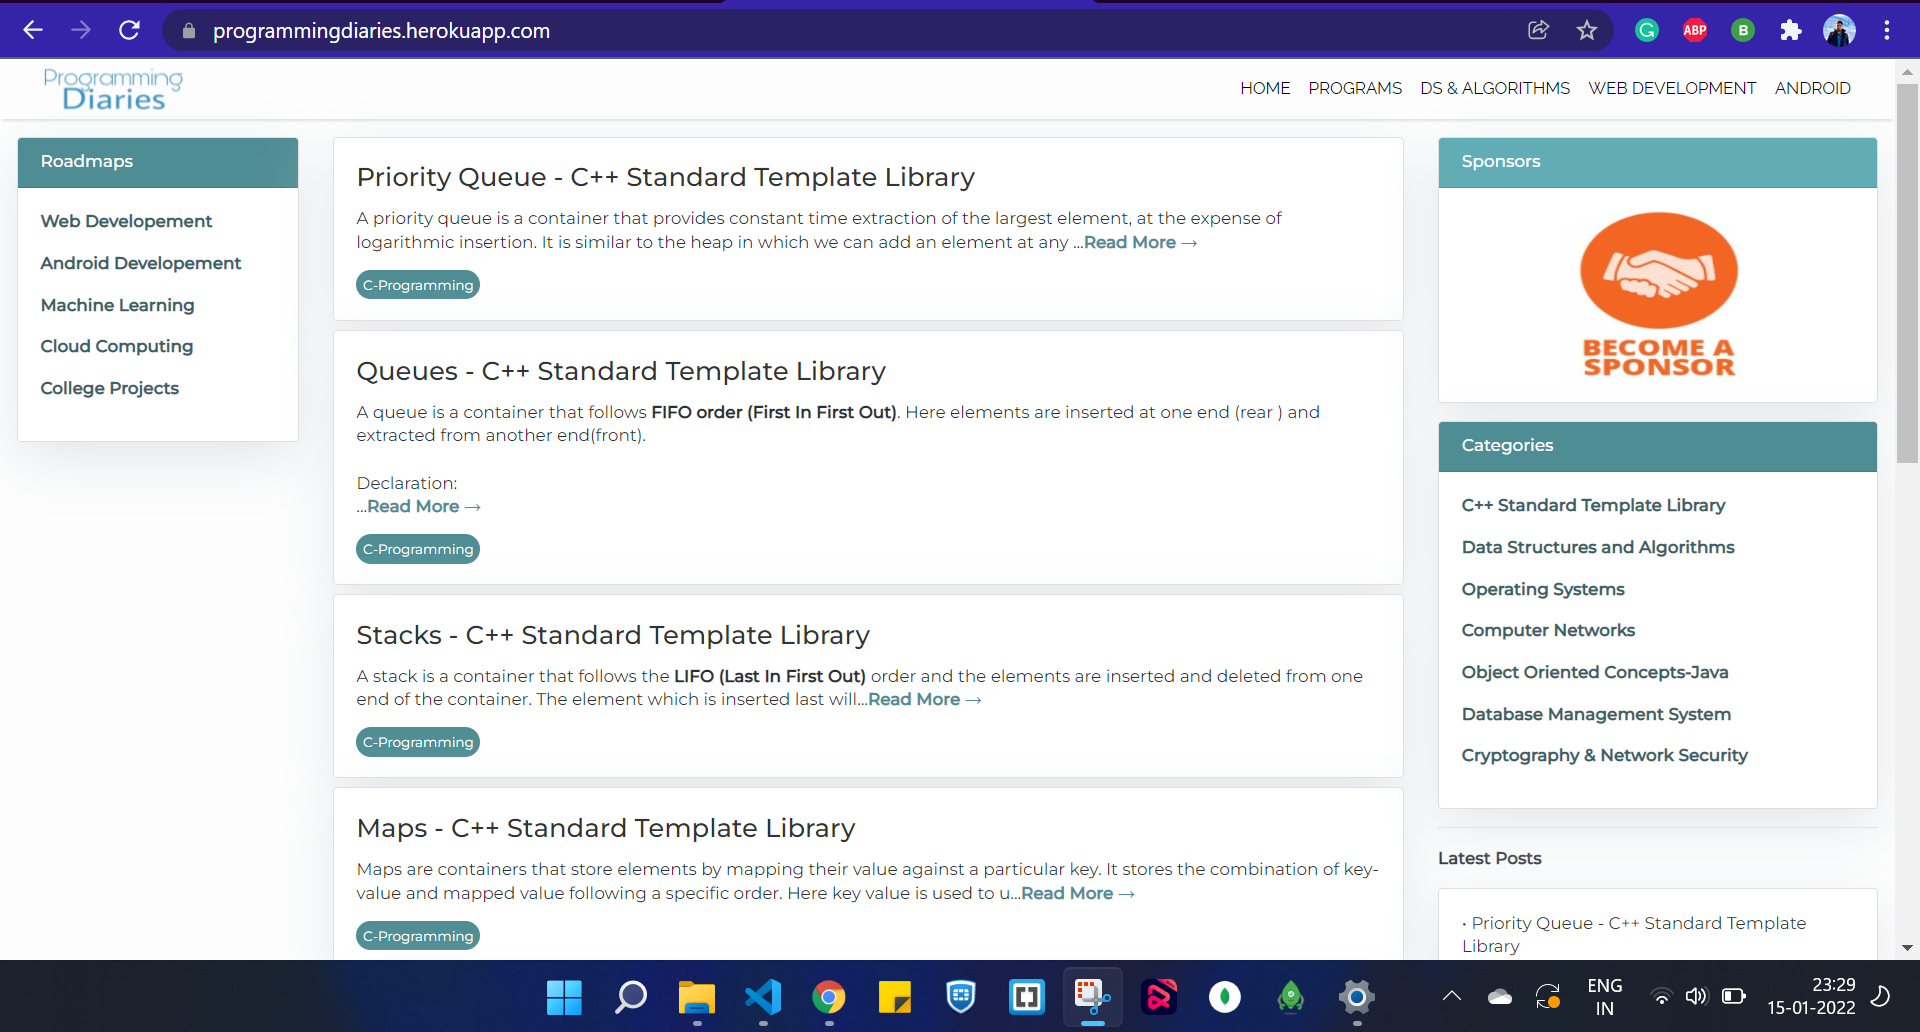 programmingdiaries.herokuapp.com
G
ABP
B
Programming
Diaries
HOME PROGRAMS DS & ALGORITHMS WEB DEVELOPMENT ANDROID
Roadmaps
Web Developement
Android Developement
Machine Learning
Cloud Computing
College Projects
Priority Queue - C++ Standard Template Library
A priority queue is a container that provides constant time extraction of the largest element, at the expense of
logarithmic insertion. It is similar to the heap in which we can add an element at any ...Read More →
C-Programming
Queues - C++ Standard Template Library
A queue is a container that follows FIFO order (First In First Out). Here elements are inserted at one end (rear ) and
extracted from another end(front).
Declaration:
...Read More →
C-Programming
Stacks - C++ Standard Template Library
A stack is a container that follows the LIFO (Last In First Out) order and the elements are inserted and deleted from one
end of the container. The element which is inserted last will...Read More →
C-Programming
Maps - C++ Standard Template Library
Maps are containers that store elements by mapping their value against a particular key. It stores the combination of key-
value and mapped value following a specific order. Here key value is used to u...Read More →
C-Programming
Sponsors
BECOME A
SPONSOR
Categories
C++ Standard Template Library
Data Structures and Algorithms
Operating Systems
Computer Networks
Object Oriented Concepts-Java
Database Management System
Cryptography & Network Security
Latest Posts
• Priority Queue - C++ Standard Template
Library
ENG
IN
23:29
15-01-2022